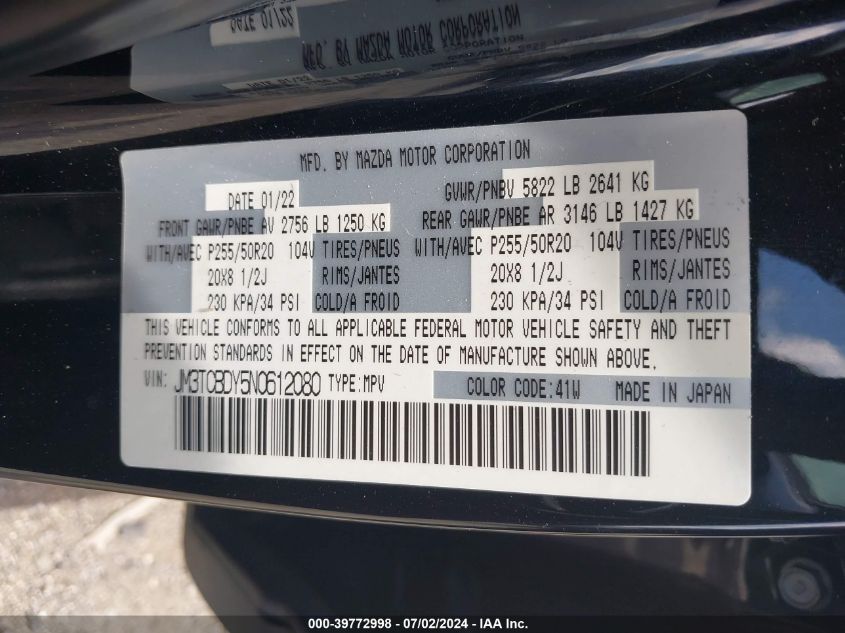 MFD. BY MAZDA MOTOR CORPORATION
DATE 01/22 GVWR/PNBV 5822 LB 2641 KG
FRONT GAWR/PNBE AV 2756 LB 1250 KG REAR GAWR/PNBE AR 3146 LB 1427 KG
WITH/AVEC P255/50R20 104V TIRES/PNEUS WITH/AVEC P255/50R20 104V TIRES/PNEUS
20X8 1/2J RIMS/JANTES 20X8 1/2J RIMS/JANTES
230 KPA/34 PSI COLD/A FROID 230 KPA/34 PSI COLD/A FROID
THIS VEHICLE CONFORMS TO ALL APPLICABLE FEDERAL MOTOR VEHICLE SAFETY AND THEFT
PREVENTION STANDARDS IN EFFECT ON THE DATE OF MANUFACTURE SHOWN ABOVE.
VIN: JM3TCBDY5N0612080 TYPE:MPV COLOR CODE:41W MADE IN JAPAN
000-39772998 - 07/02/2024 - IAA Inc.